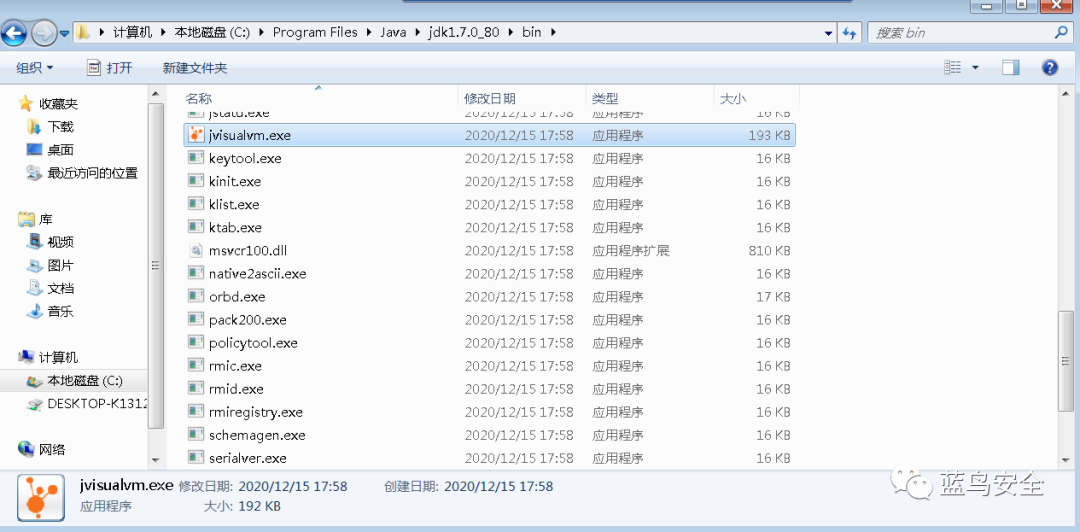 计算机 ▸ 本地磁盘 (C:) ▸ Program Files ▸ Java ▸ jdk1.7.0_80 ▸ bin ▸
搜索 bin
组织 打开 新建文件夹
收藏夹
下载
桌面
最近访问的位置
库
视频
图片
文档
音乐
计算机
本地磁盘 (C:)
DESKTOP-K1312
网络
名称 修改日期 类型 大小
jstatd.exe 2020/12/15 17:58 应用程序 16 KB
jvisualvm.exe 2020/12/15 17:58 应用程序 193 KB
keytool.exe 2020/12/15 17:58 应用程序 16 KB
kinit.exe 2020/12/15 17:58 应用程序 16 KB
klist.exe 2020/12/15 17:58 应用程序 16 KB
ktab.exe 2020/12/15 17:58 应用程序 16 KB
msvcr100.dll 2020/12/15 17:58 应用程序扩展 810 KB
native2ascii.exe 2020/12/15 17:58 应用程序 16 KB
orbd.exe 2020/12/15 17:58 应用程序 17 KB
pack200.exe 2020/12/15 17:58 应用程序 16 KB
policytool.exe 2020/12/15 17:58 应用程序 16 KB
rmic.exe 2020/12/15 17:58 应用程序 16 KB
rmid.exe 2020/12/15 17:58 应用程序 16 KB
rmiregistry.exe 2020/12/15 17:58 应用程序 16 KB
schemagen.exe 2020/12/15 17:58 应用程序 16 KB
serialver.exe 2020/12/15 17:58 应用程序 16 KB
jvisualvm.exe 修改日期: 2020/12/15 17:58 创建日期: 2020/12/15 17:58
应用程序 大小: 192 KB
蓝鸟安全